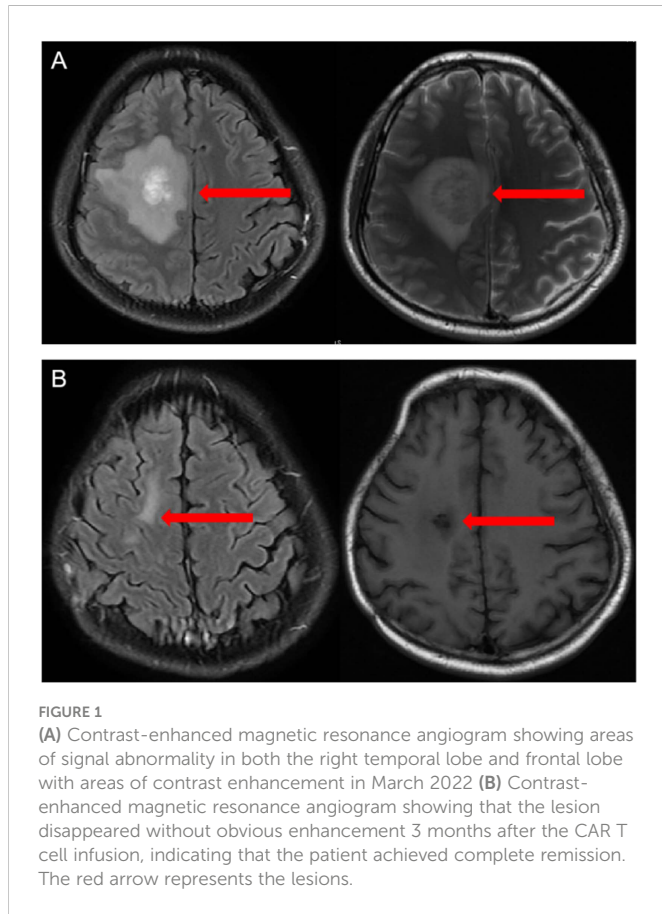 A
B
FIGURE 1
(A) Contrast-enhanced magnetic resonance angiogram showing areas
of signal abnormality in both the right temporal lobe and frontal lobe
with areas of contrast enhancement in March 2022 (B) Contrast-
enhanced magnetic resonance angiogram showing that the lesion
disappeared without obvious enhancement 3 months after the CAR T
cell infusion, indicating that the patient achieved complete remission.
The red arrow represents the lesions.